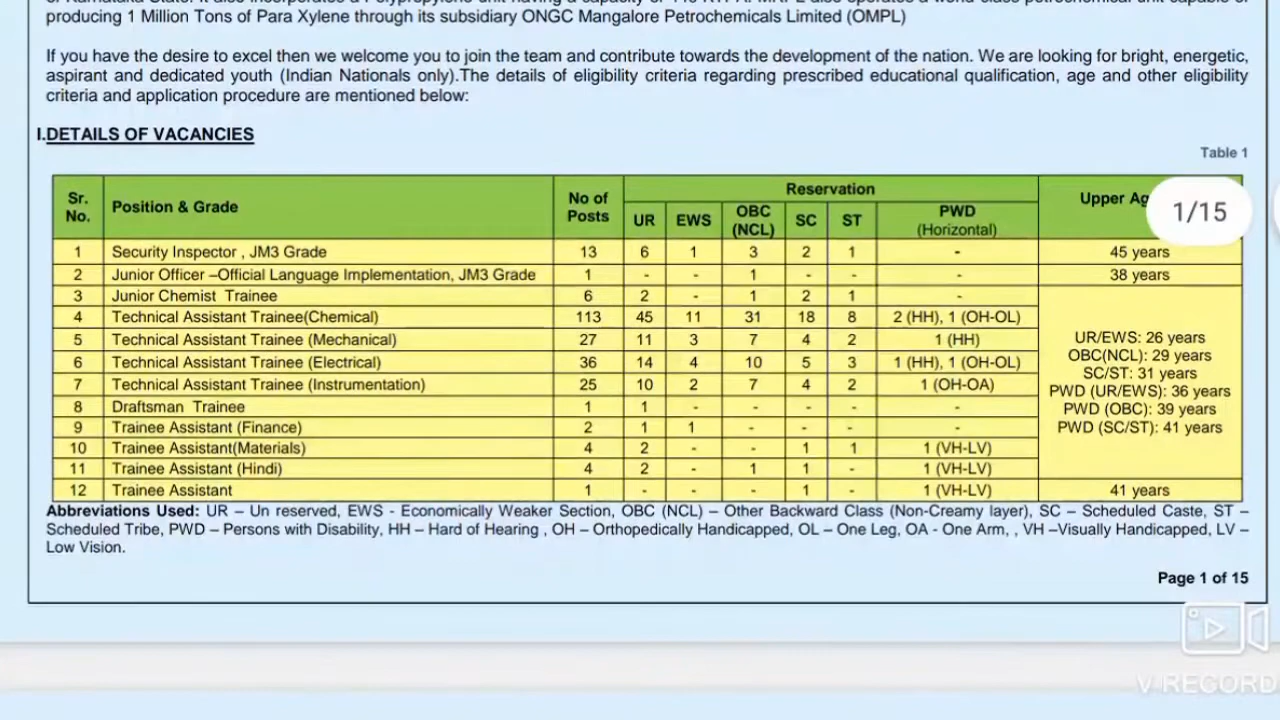 producing 1 Million Tons of Para Xylene through its subsidiary ONGC Mangalore Petrochemicals Limited (OMPL)
If you have the desire to excel then we welcome you to join the team and contribute towards the development of the nation. We are looking for bright, energetic,
aspirant and dedicated youth (Indian Nationals only).The details of eligibility criteria regarding prescribed educational qualification, age and other eligibility
criteria and application procedure are mentioned below:
I.DETAILS OF VACANCIES
Table 1
Sr. No. Position & Grade No of Posts Reservation Upper Ag
UR EWS OBC (NCL) SC ST PWD (Horizontal)
1/15
1 Security Inspector , JM3 Grade 13 6 1 3 2 1 - 45 years
2 Junior Officer –Official Language Implementation, JM3 Grade 1 - - 1 - - - 38 years
3 Junior Chemist Trainee 6 2 - 1 2 1 -
4 Technical Assistant Trainee(Chemical) 113 45 11 31 18 8 2 (HH), 1 (OH-OL)
5 Technical Assistant Trainee (Mechanical) 27 11 3 7 4 2 1 (HH)
6 Technical Assistant Trainee (Electrical) 36 14 4 10 5 3 1 (HH), 1 (OH-OL)
7 Technical Assistant Trainee (Instrumentation) 25 10 2 7 4 2 1 (OH-OA)
8 Draftsman Trainee 1 1 - - - - -
9 Trainee Assistant (Finance) 2 1 1 - - - -
10 Trainee Assistant(Materials) 4 2 - - 1 1 1 (VH-LV)
11 Trainee Assistant (Hindi) 4 2 - 1 1 - 1 (VH-LV)
UR/EWS: 26 years
OBC(NCL): 29 years
SC/ST: 31 years
PWD (UR/EWS): 36 years
PWD (OBC): 39 years
PWD (SC/ST): 41 years
12 Trainee Assistant 1 - - - 1 - 1 (VH-LV) 41 years
Abbreviations Used: UR – Un reserved, EWS - Economically Weaker Section, OBC (NCL) – Other Backward Class (Non-Creamy layer), SC – Scheduled Caste, ST –
Scheduled Tribe, PWD – Persons with Disability, HH – Hard of Hearing , OH – Orthopedically Handicapped, OL – One Leg, OA - One Arm, , VH –Visually Handicapped, LV –
Low Vision.
Page 1 of 15
V RECORD